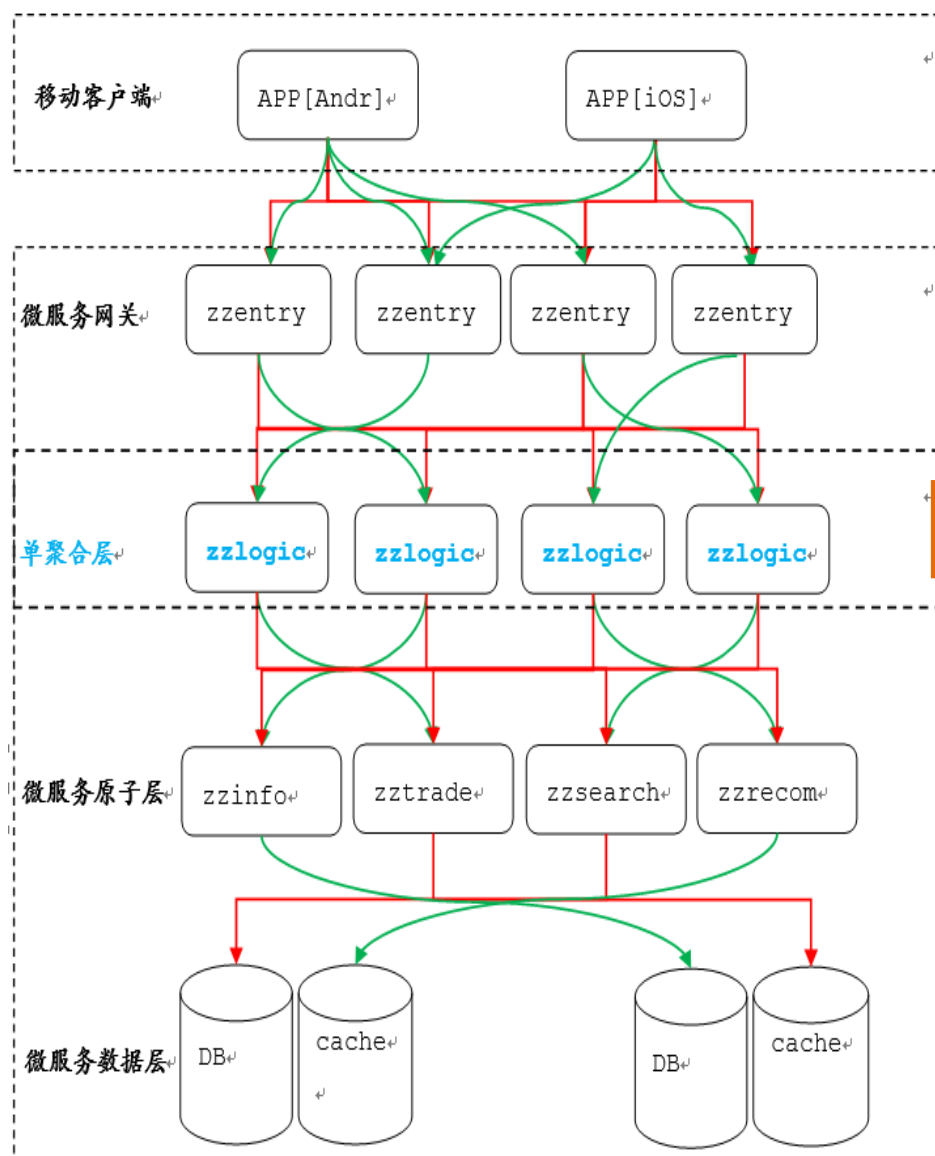 移动客户端
APP[Andr]
APP[iOS]
微服务网关
zzentry
zzentry
zzentry
zzentry
单聚合层
zzlogic
zzlogic
zzlogic
zzlogic
微服务原子层
zzinfo
zztrade
zzsearch
zzrecom
微服务数据层
DB
cache
DB
cache